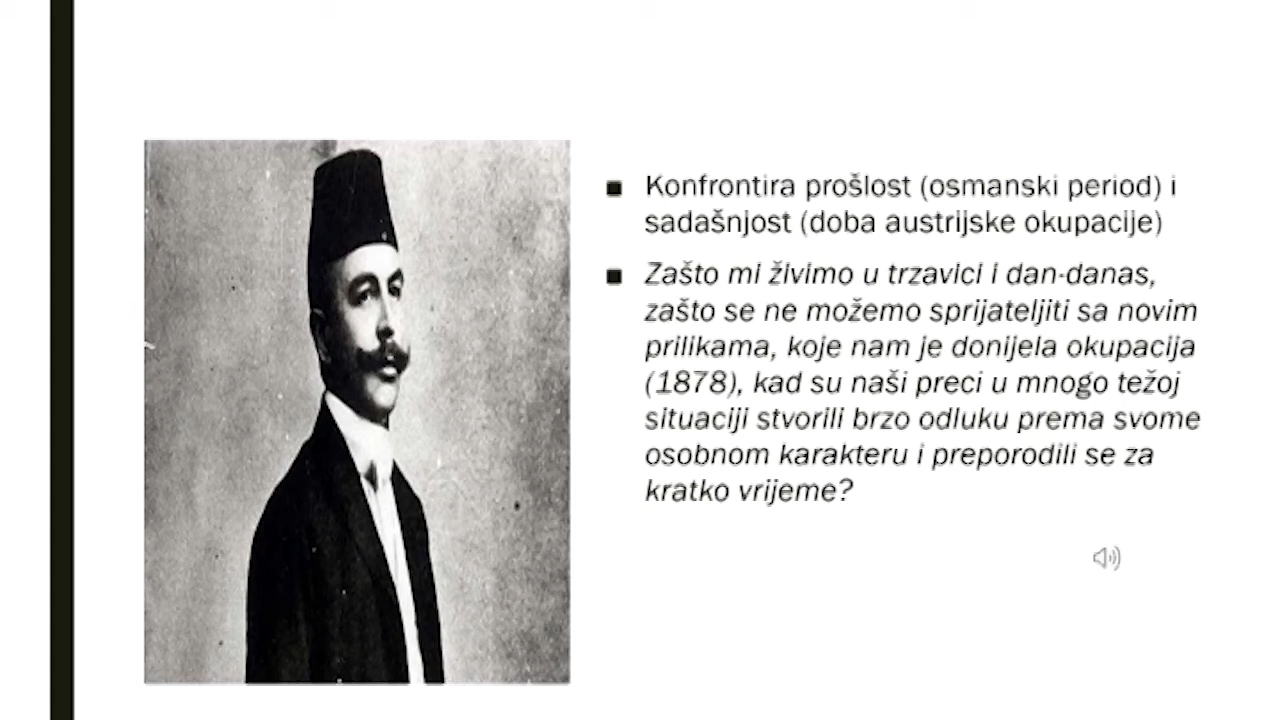 Konfrontira prošlost (osmanski period) i
sadašnjost (doba austrijske okupacije)
Zašto mi živimo u trzavici i dan-danas,
zašto se ne možemo sprijateljiti sa novim
prilikama, koje nam je donijela okupacija
(1878), kad su naši preci u mnogo težoj
situaciji stvorili brzo odluku prema svome
osobnom karakteru i preporodili se za
kratko vrijeme?